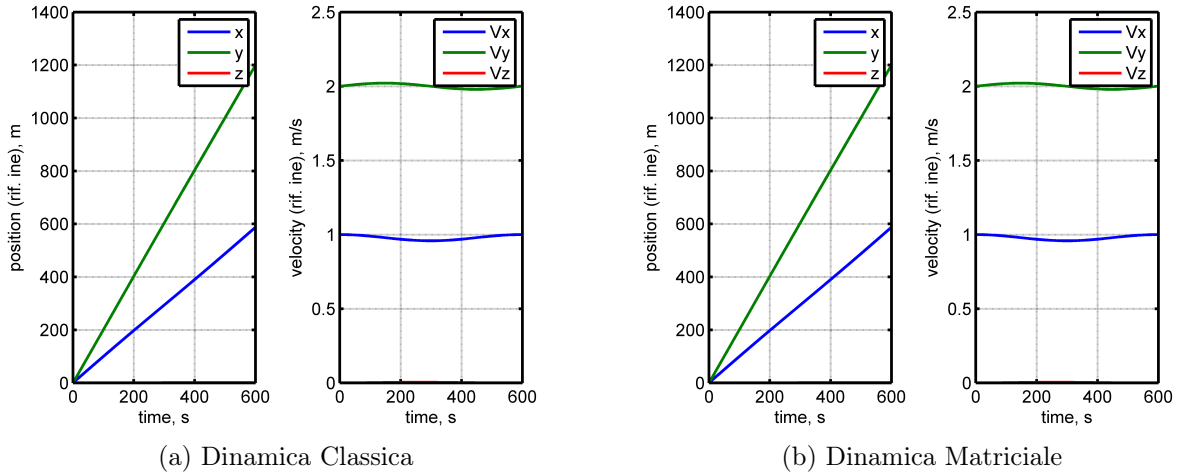 1400
1200
1000
800
600
400
200
0
position (rif. ine), m
x
y
z
0 200 400 600
time, s
2.5
2
1.5
1
0.5
0
velocity (rif. ine), m/s
Vx
Vy
Vz
0 200 400 600
time, s
(a) Dinamica Classica
1400
1200
1000
800
600
400
200
0
position (rif. ine), m
x
y
z
0 200 400 600
time, s
2.5
2
1.5
1
0.5
0
velocity (rif. ine), m/s
Vx
Vy
Vz
0 200 400 600
time, s
(b) Dinamica Matriciale